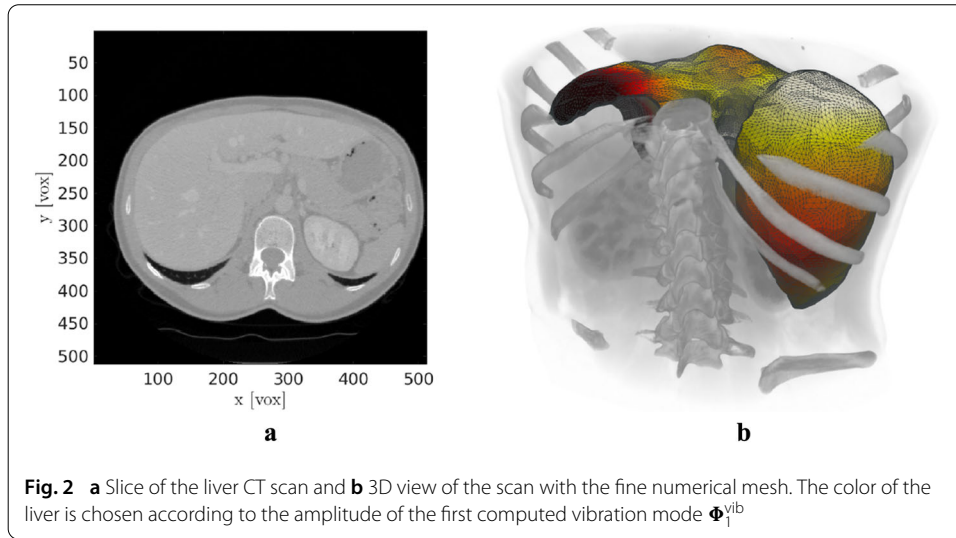 50
100
150
200
250
300
350
400
450
500
y [vox]
100 200 300 400 500
x [vox]
a
b
Fig. 2 a Slice of the liver CT scan and b 3D view of the scan with the fine numerical mesh. The color of the
liver is chosen according to the amplitude of the first computed vibration mode Φ₁^vib